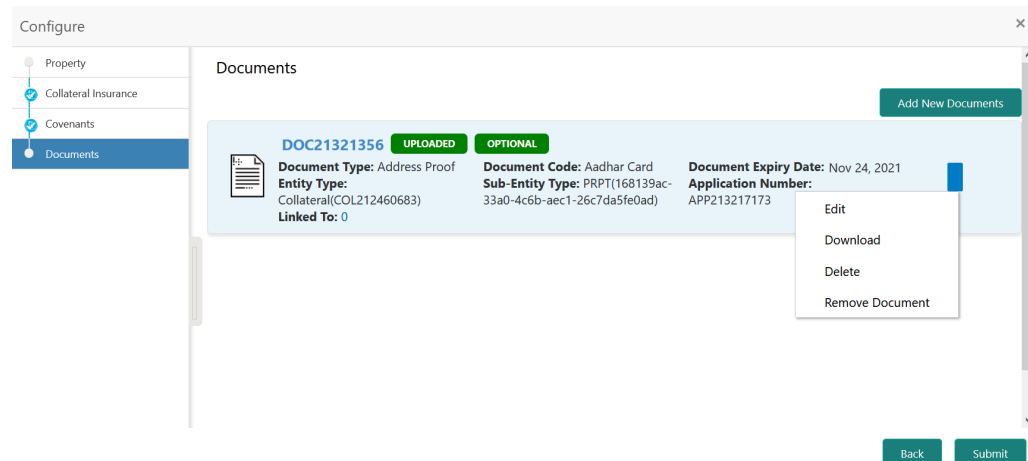 Configure
×
Property
Collateral Insurance
Covenants
Documents
Documents
Add New Documents
DOC21321356 UPLOADED OPTIONAL
Document Type: Address Proof
Entity Type:
Collateral(COL212460683)
Linked To: 0
Document Code: Aadhar Card
Sub-Entity Type: PRPT(168139ac-
33a0-4c6b-aec1-26c7da5fe0ad)
Document Expiry Date: Nov 24, 2021
Application Number:
APP213217173
Edit
Download
Delete
Remove Document
Back
Submit